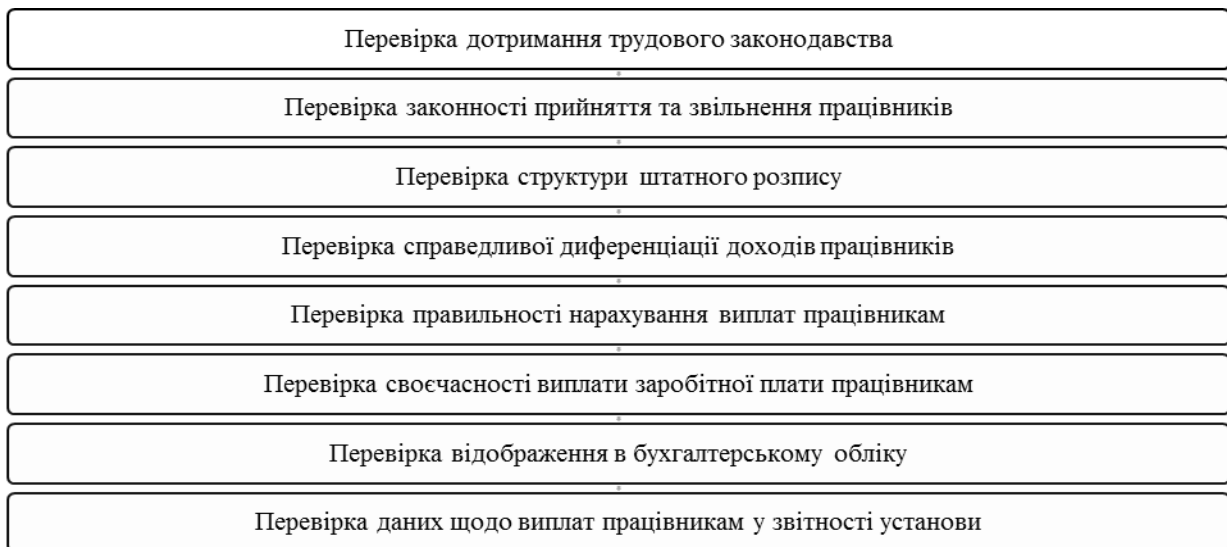 Перевірка дотримання трудового законодавства
Перевірка законності прийняття та звільнення працівників
Перевірка структури штатного розпису
Перевірка справедливої диференціації доходів працівників
Перевірка правильності нарахування виплат працівникам
Перевірка своєчасності виплати заробітної плати працівникам
Перевірка відображення в бухгалтерському обліку
Перевірка даних щодо виплат працівникам у звітності установи